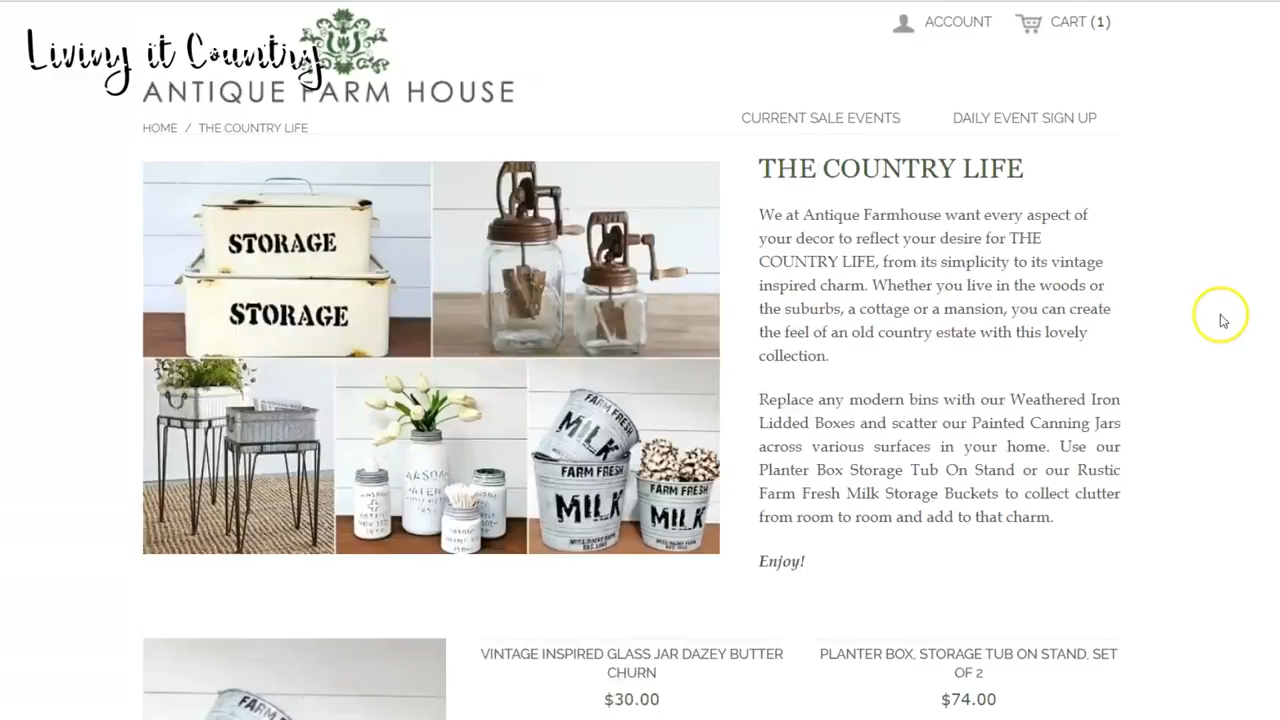 Living it Country
ANTIQUE FARM HOUSE
ACCOUNT
CART (1)
HOME / THE COUNTRY LIFE
CURRENT SALE EVENTS
DAILY EVENT SIGN UP
STORAGE
STORAGE
FARM FRESH
MILK
FARM FRESH
MILK
FARM FRESH
MILK
THE COUNTRY LIFE
We at Antique Farmhouse want every aspect of
your decor to reflect your desire for THE
COUNTRY LIFE, from its simplicity to its vintage
inspired charm. Whether you live in the woods or
the suburbs, a cottage or a mansion, you can create
the feel of an old country estate with this lovely
collection.
Replace any modern bins with our Weathered Iron
Lidded Boxes and scatter our Painted Canning Jars
across various surfaces in your home. Use our
Planter Box Storage Tub On Stand or our Rustic
Farm Fresh Milk Storage Buckets to collect clutter
from room to room and add to that charm.
Enjoy!
VINTAGE INSPIRED GLASS JAR DAZEY BUTTER
CHURN
$30.00
PLANTER BOX, STORAGE TUB ON STAND, SET
OF 2
$74.00